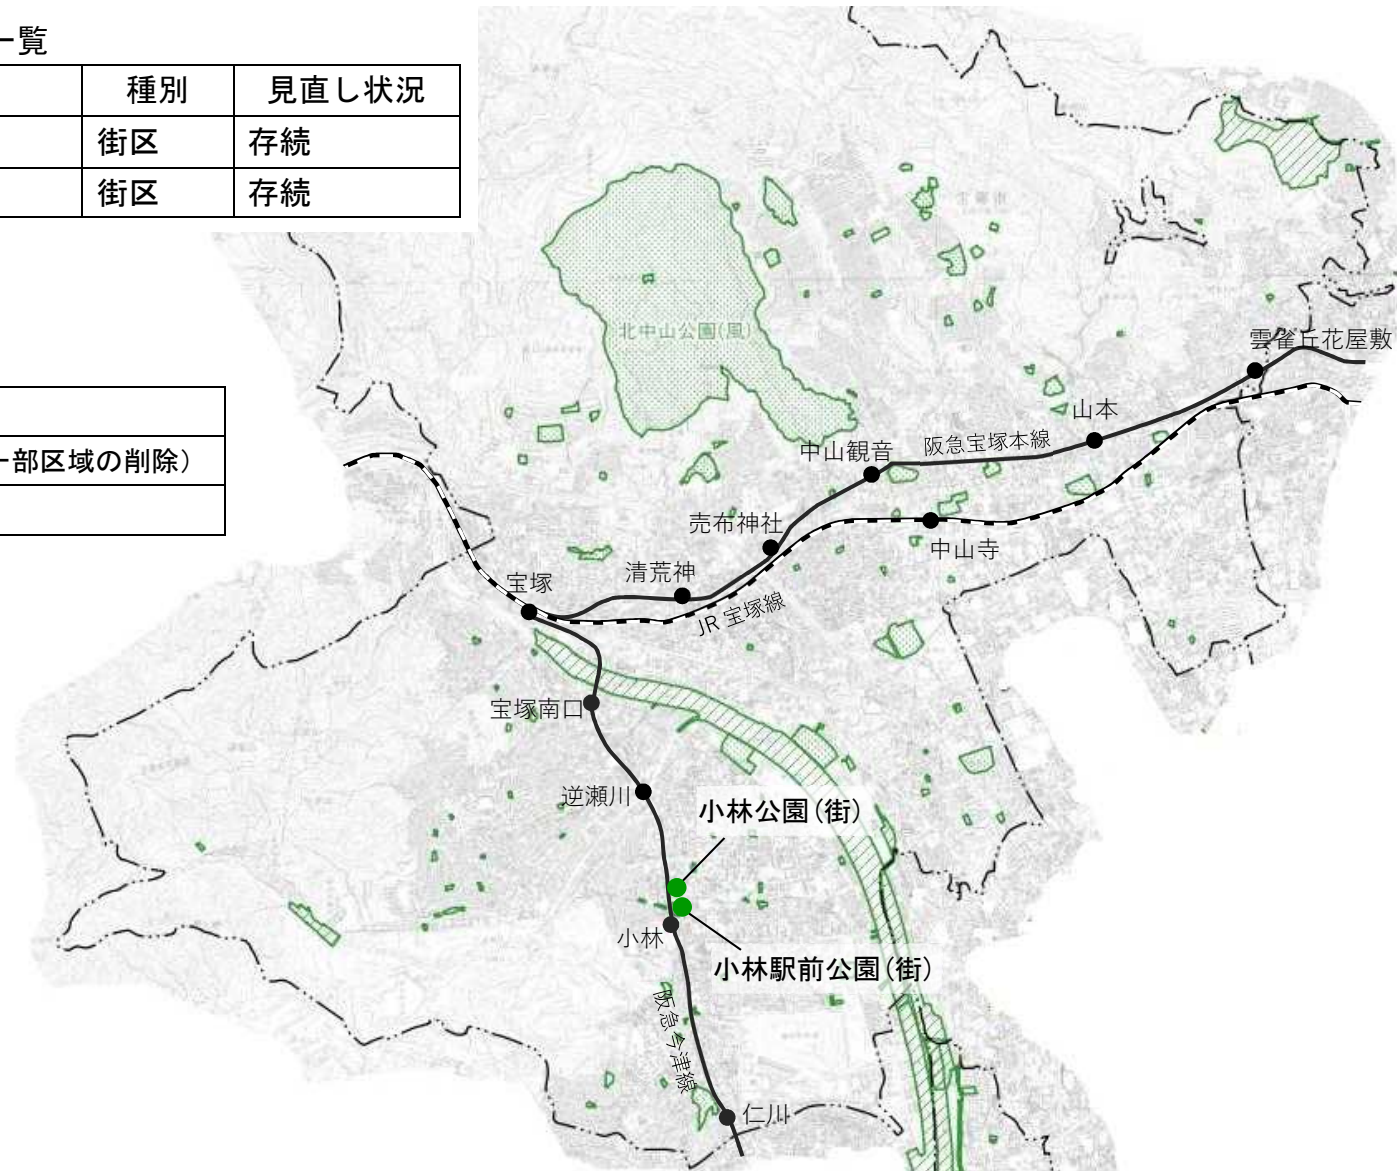 一覧
種別 見直し状況
街区 存続
街区 存続
一部区域の削除）
北中山公園(風)
雲雀丘花屋敷
山本
阪急宝塚本線
中山観音
売布神社
中山寺
清荒神
宝塚
JR 宝塚線
宝塚南口
逆瀬川
小林公園(街)
小林
小林駅前公園(街)
阪急今津線
仁川